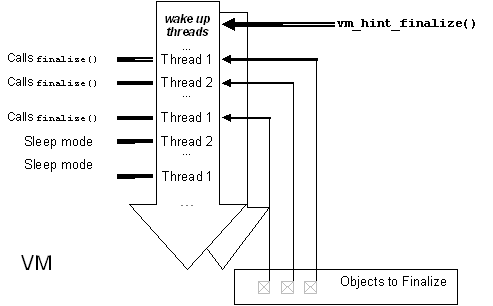 wake up
threads
vm_hint_finalize()
...
Calls finalize()
Thread 1
Calls finalize()
Thread 2
...
Calls finalize()
Thread 1
Sleep mode
Thread 2
...
Sleep mode
Thread 1
...
VM
Objects to Finalize